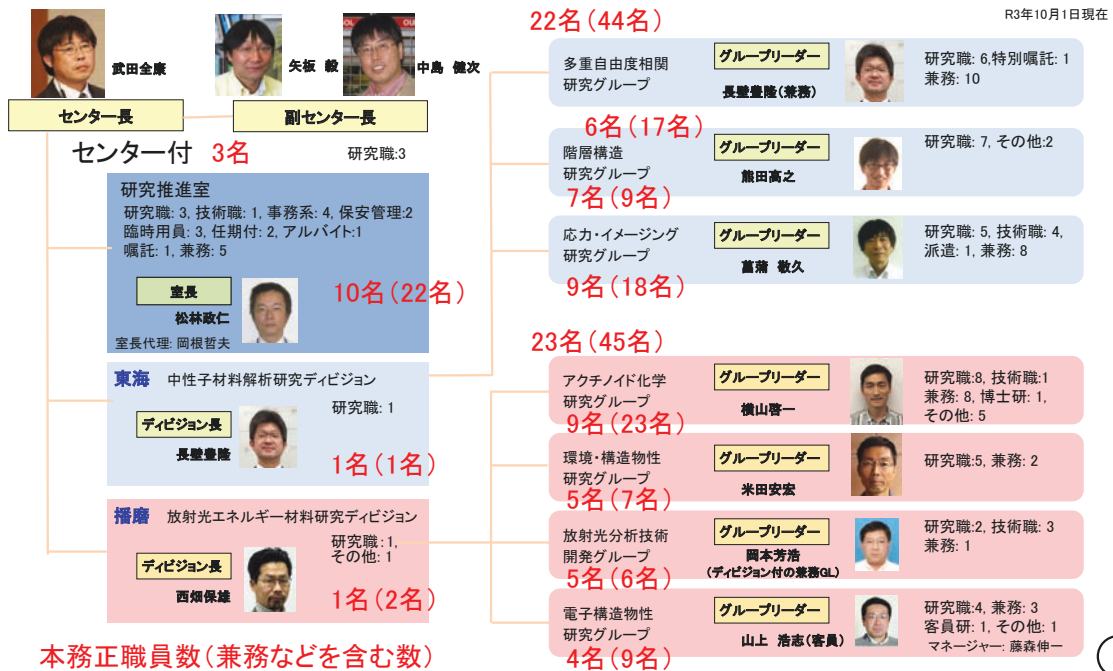 R3年10月1日現在
武田全康
矢板 毅
中島 健次
センター長
副センター長
センター付 3名
研究職:3
研究推進室
研究職: 3, 技術職: 1, 事務系: 4, 保安管理:2
臨時用員: 3, 任期付: 2, アルバイト:1
嘱託: 1, 兼務: 5
室長
松林政仁
10名(22名)
室長代理: 岡根哲夫
東海 中性子材料解析研究ディビジョン
研究職: 1
ディビジョン長
長壁豊隆
1名(1名)
播磨 放射光エネルギー材料研究ディビジョン
研究職: 1,
その他: 1
ディビジョン長
西畑保雄
1名(2名)
本務正職員数(兼務などを含む数)
22名(44名)
多重自由度相関
研究グループ
グループリーダー
長壁豊隆(兼務)
研究職: 6,特別嘱託: 1
兼務: 10
6名(17名)
階層構造
研究グループ
グループリーダー
熊田高之
研究職: 7, その他:2
7名(9名)
応力・イメージング
研究グループ
グループリーダー
菖蒲 敬久
研究職: 5, 技術職: 4,
派遣: 1, 兼務: 8
9名(18名)
23名(45名)
アクチノイド化学
研究グループ
グループリーダー
横山啓一
研究職:8, 技術職:1
兼務: 8, 博士研: 1,
その他: 5
9名(23名)
環境・構造物性
研究グループ
グループリーダー
米田安宏
研究職:5, 兼務: 2
5名(7名)
放射光分析技術
開発グループ
グループリーダー
岡本芳浩
(ディビジョン付の兼務GL)
研究職:2, 技術職: 3
兼務: 1
5名(6名)
電子構造物性
研究グループ
グループリーダー
山上 浩志(客員)
研究職:4, 兼務: 3
客員研: 1, その他: 1
マネージャー: 藤森伸一
4名(9名)